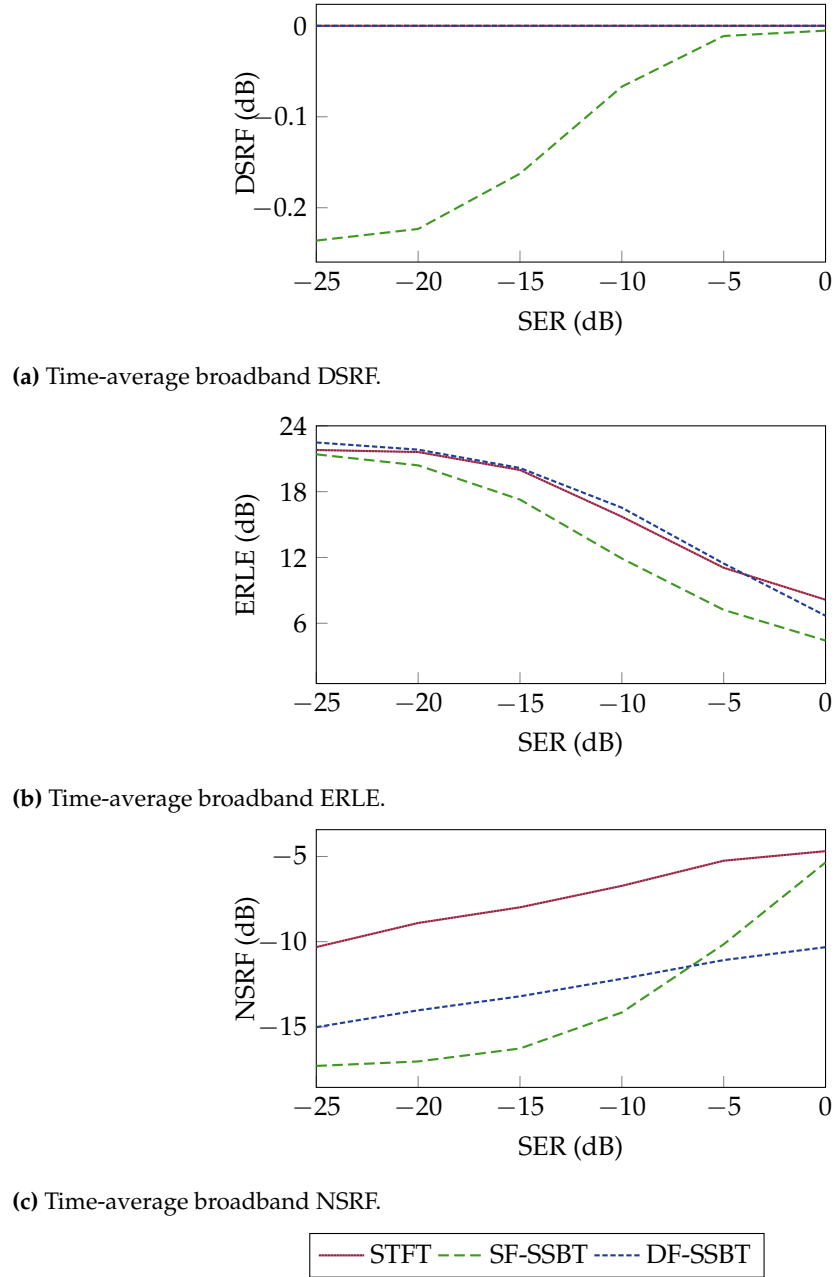 0
−0.1
−0.2
DSRF (dB)
−25 −20 −15 −10 −5 0
SER (dB)
(a) Time-average broadband DSRF.
24
18
12
6
ERLE (dB)
−25 −20 −15 −10 −5 0
SER (dB)
(b) Time-average broadband ERLE.
−5
−10
−15
NSRF (dB)
−25 −20 −15 −10 −5 0
SER (dB)
(c) Time-average broadband NSRF.
STFT SF-SSBT DF-SSBT